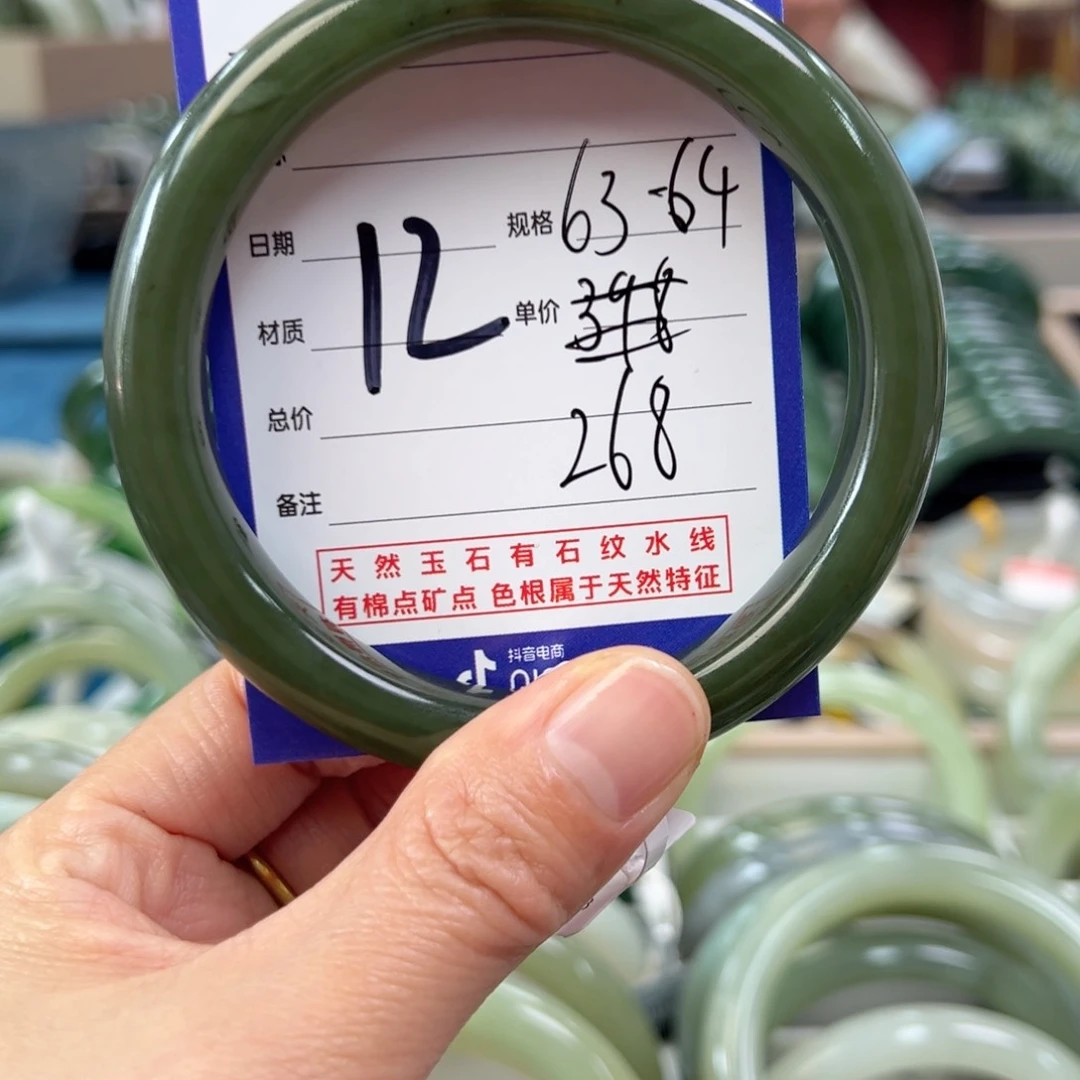 日期 规格 63-64
12
材质 单价 398
总价 268
备注
天然玉石有石纹水线
有棉点矿点 色根属于天然特征
抖音电商